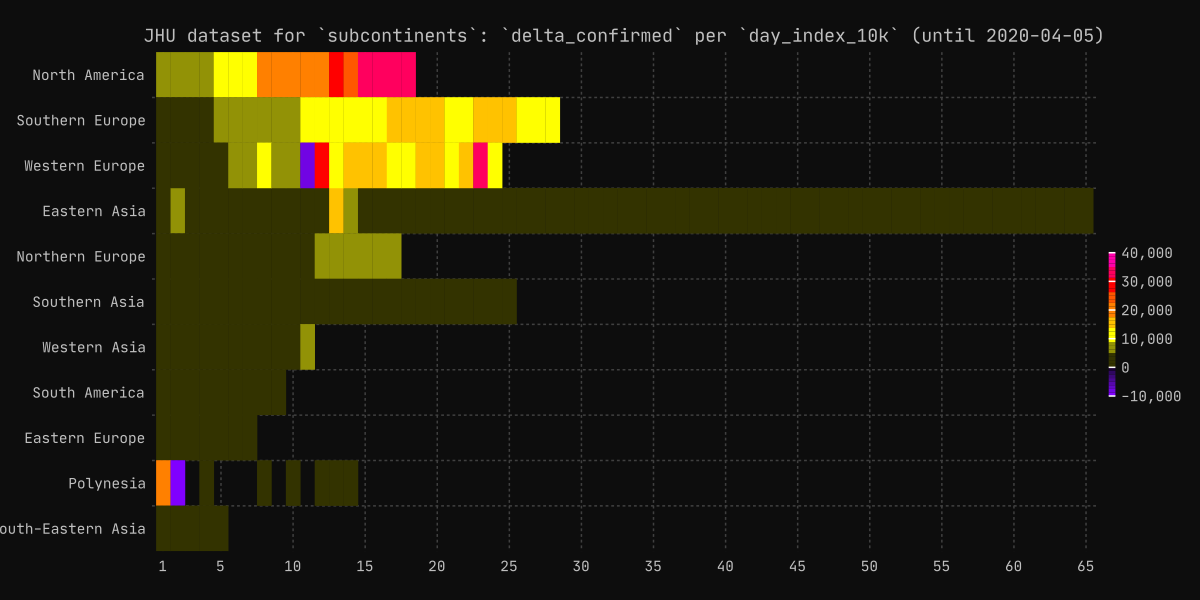 JHU dataset for `subcontinents`: `delta_confirmed` per `day_index_10k` (until 2020-04-05)
North America
Southern Europe
Western Europe
Eastern Asia
Northern Europe
Southern Asia
Western Asia
South America
Eastern Europe
Polynesia
outh-Eastern Asia
40,000
30,000
20,000
10,000
0
-10,000
1 5 10 15 20 25 30 35 40 45 50 55 60 65